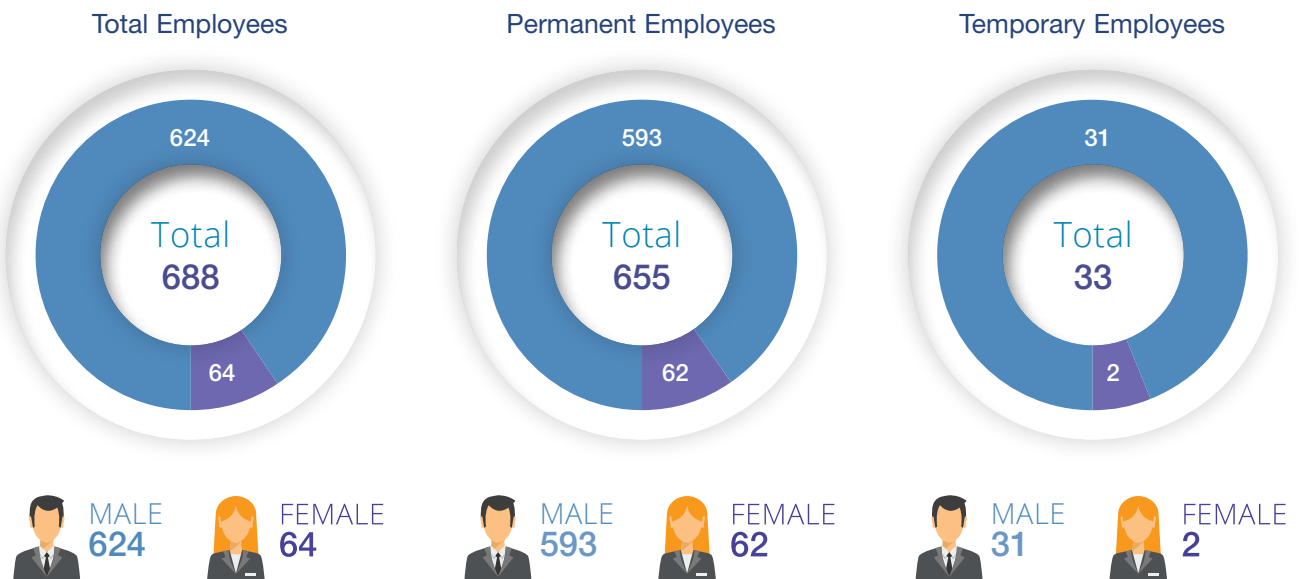 Total Employees
624
Total
688
64
MALE
624
FEMALE
64
Permanent Employees
593
Total
655
62
MALE
593
FEMALE
62
Temporary Employees
31
Total
33
2
MALE
31
FEMALE
2